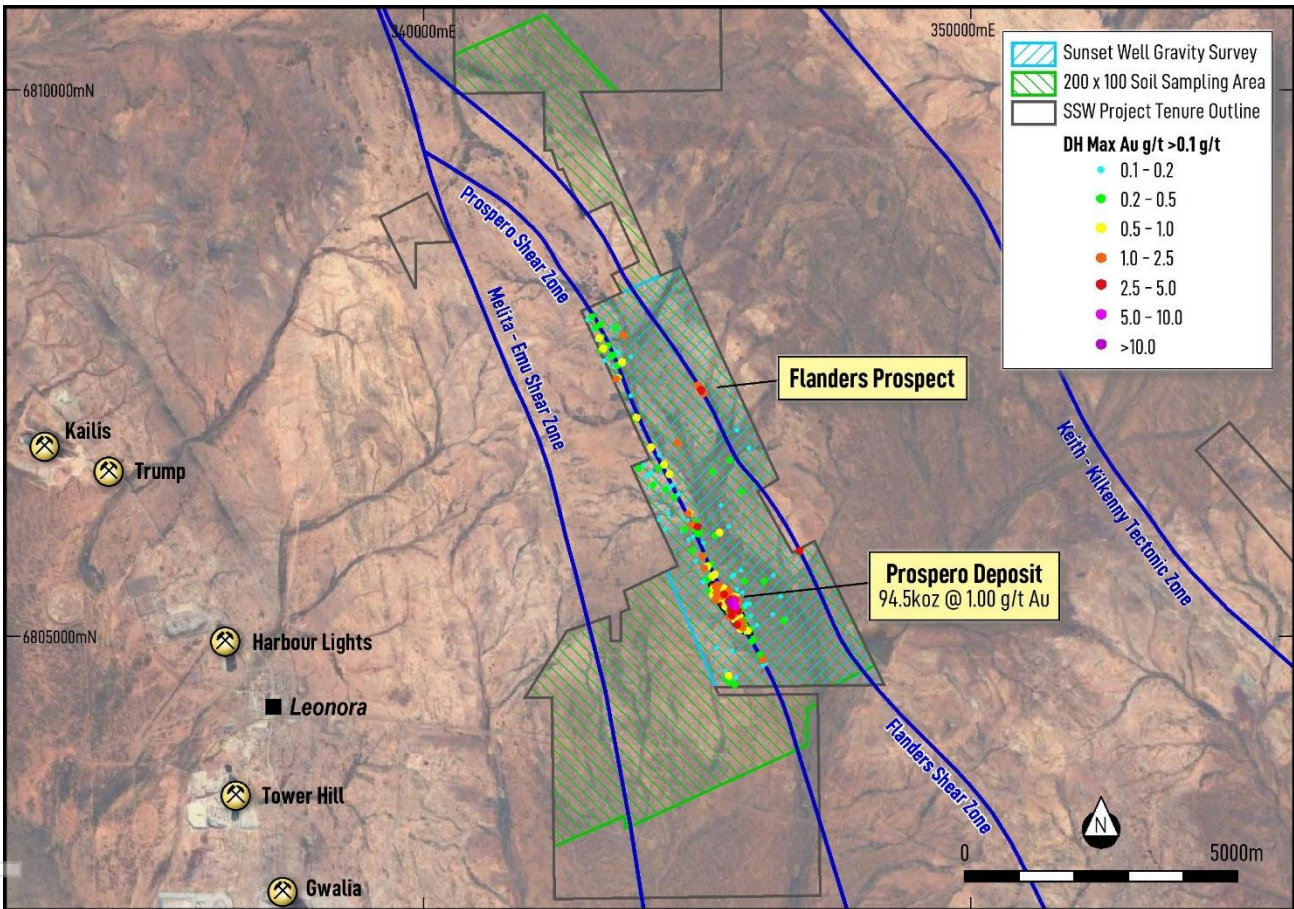 340000mE
350000mE
6810000mN
6805000mN
Sunset Well Gravity Survey
200 x 100 Soil Sampling Area
SSW Project Tenure Outline
DH Max Au g/t >0.1 g/t
0.1 – 0.2
0.2 – 0.5
0.5 – 1.0
1.0 – 2.5
2.5 – 5.0
5.0 – 10.0
>10.0
Prospero Shear Zone
Melita - Emu Shear Zone
Flanders Prospect
Kailis
Trump
Keith - Kilkenny Tectonic Zone
Prospero Deposit
94.5koz @ 1.00 g/t Au
Harbour Lights
Leonora
Flanders Shear Zone
Tower Hill
Gwalia
N
0
5000m